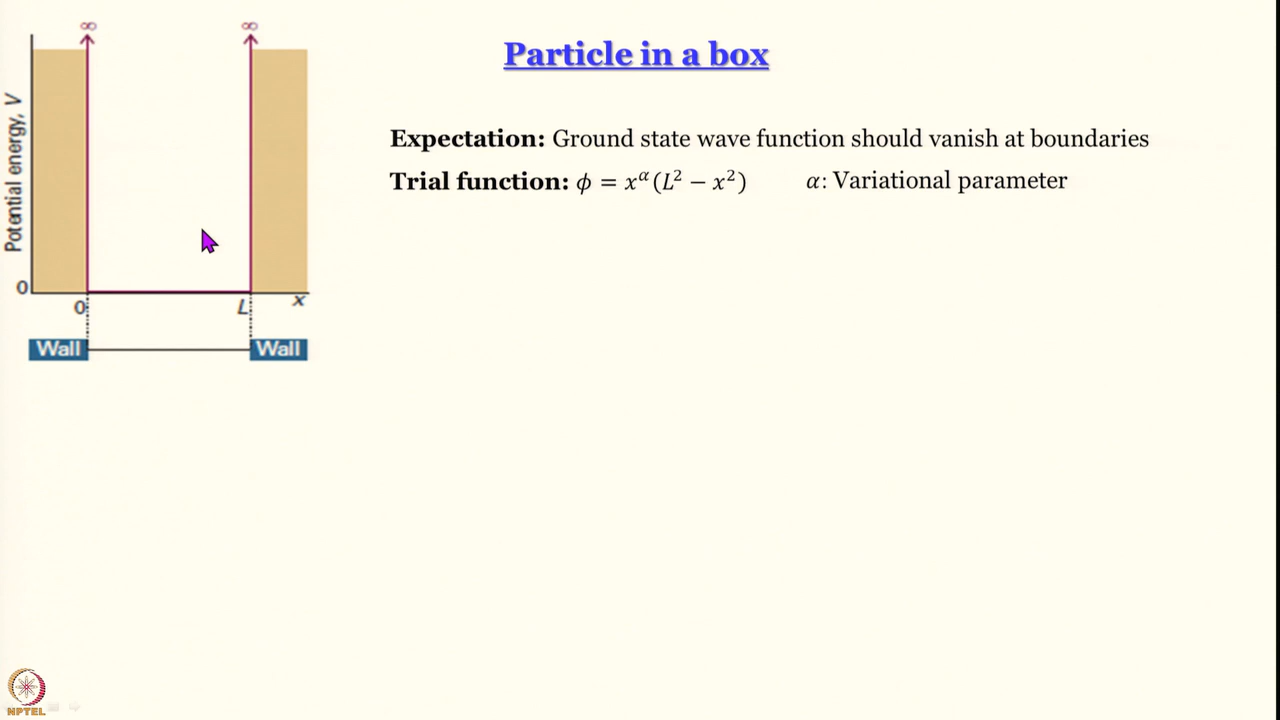 Particle in a box
∞ ∞
Potential energy, V
Expectation: Ground state wave function should vanish at boundaries
Trial function: ϕ = x^α(L² − x²) α: Variational parameter
0
0 L x
Wall Wall
NPTEL